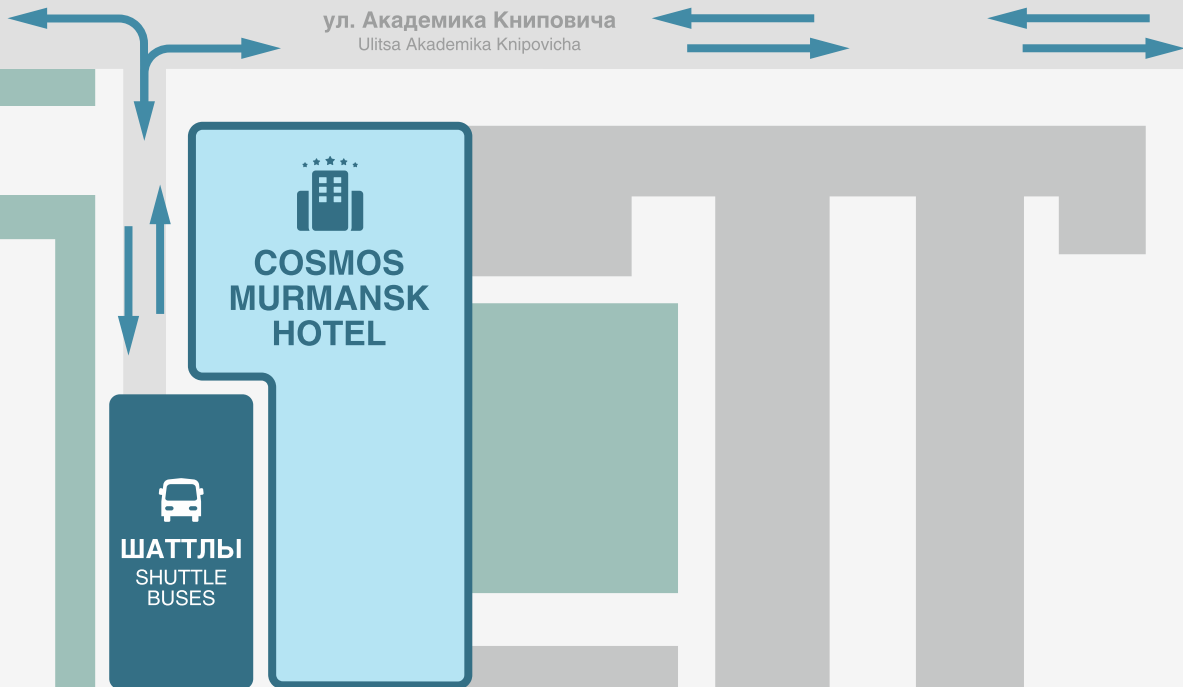 ул. Академика Книповича
Ulitsa Akademika Knipovicha
COSMOS
MURMANSK
HOTEL
ШАТТЛЫ
SHUTTLE
BUSES